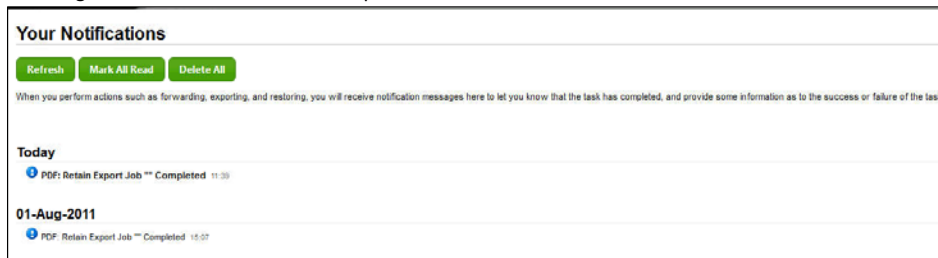 Your Notifications
Refresh Mark All Read Delete All
When you perform actions such as forwarding, exporting, and restoring, you will receive notification messages here to let you know that the task has completed, and provide some information as to the success or failure of the tas
Today
PDF: Retain Export Job "" Completed 11:39
01-Aug-2011
PDF: Retain Export Job "" Completed 15:07